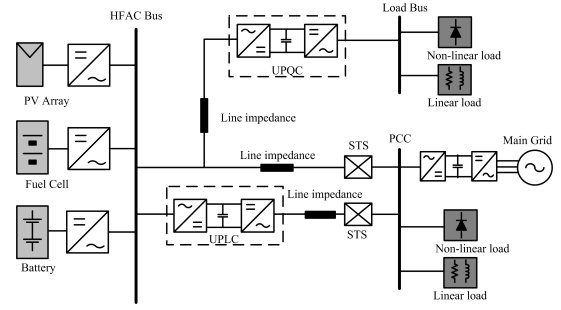 HFAC Bus
Load Bus
Non-linear load
UPQC
PV Array
Linear load
Line impedance
STS
PCC
Main Grid
Line impedance
Fuel Cell
Line impedance
UPLC
STS
Non-linear load
Battery
Linear load